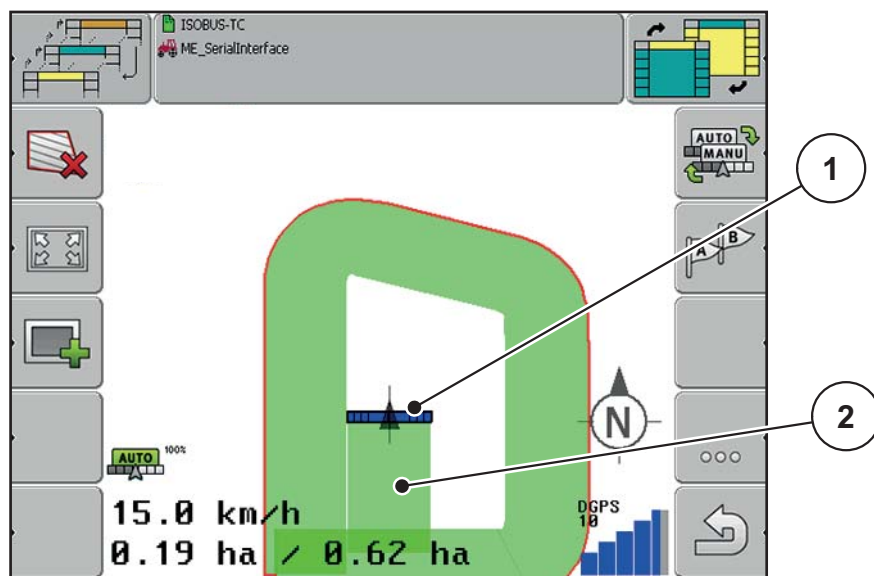 ISOBUS-TC
ME_SerialInterface
AUTO
MANU
1
A B
N
2
AUTO 100%
15.0 km/h
DGPS
10
0.19 ha / 0.62 ha